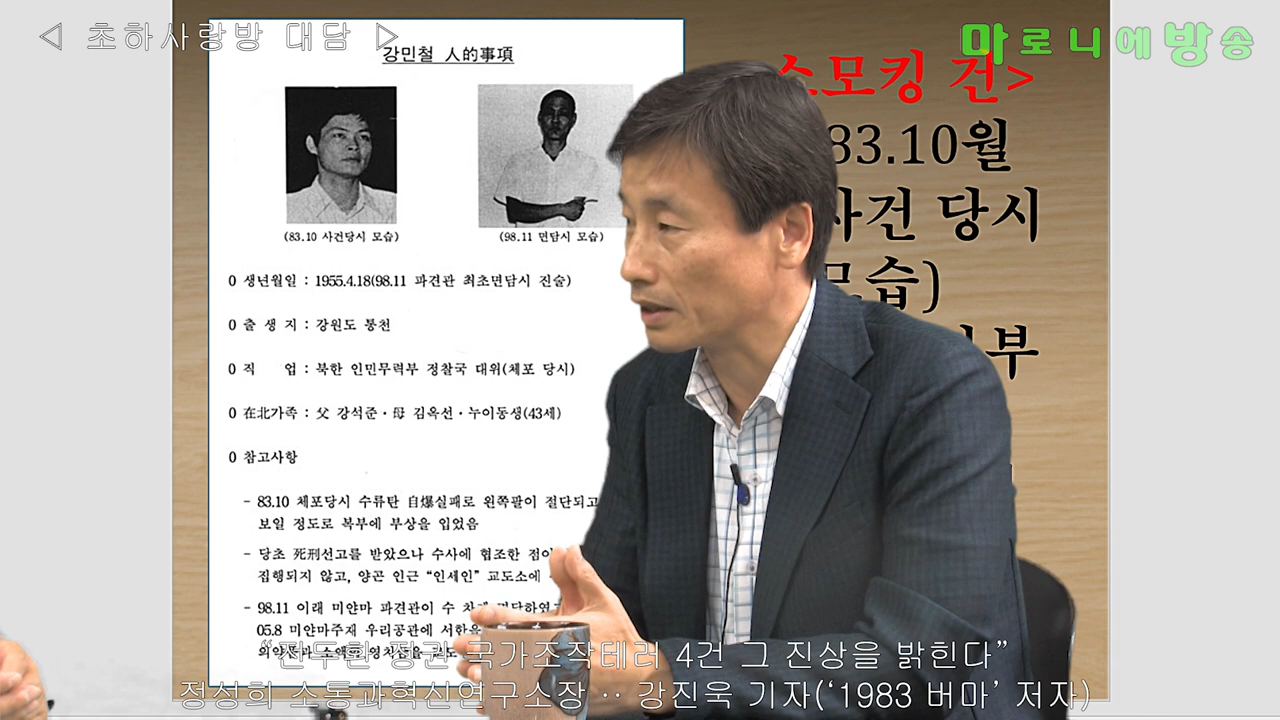 < 초하사랑방 대담 >
마로니에방송
강민철 人的事項
(83.10 사건당시 모습)
(98.11 면담시 모습)
스모킹 건>
83.10월
사건 당시
모습)
부
0 생년월일 : 1955.4.18(98.11 파견관 최초면담시 진술)
0 출 생 지 : 강원도 통천
0 직 업 : 북한 인민무력부 정찰국 대위(체포 당시)
0 在北가족 : 父 강석준·母 김옥선·누이동생(43세)
0 참고사항
- 83.10 체포당시 수류탄 自爆실패로 왼쪽팔이 절단되고
보일 정도로 복부에 부상을 입었음
- 당초 死刑선고를 받았으나 수사에 협조한 점이
집행되지 않고, 양곤 인근 “인세인” 교도소에
- 98.11 이래 미얀마 파견관이 수 차례 면담하였고
05.8 미얀마주재 우리공관에 서한을
“전두환 정권 국가조작테러 4건 그 진상을 밝힌다”
정성희 소통과혁신연구소장 ·· 강진욱 기자(‘1983 버마’ 저자)